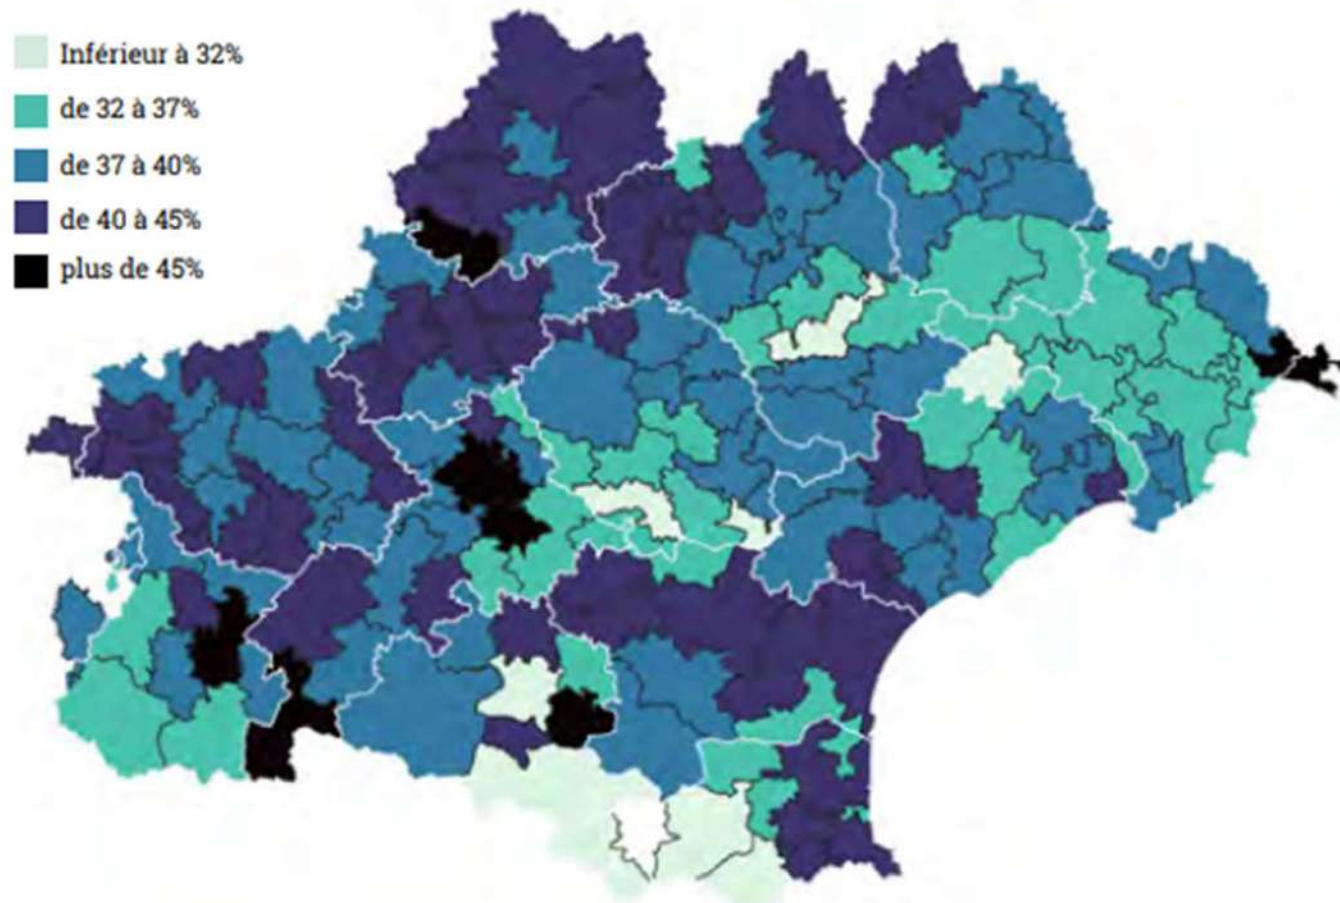 Inférieur à 32%
de 32 à 37%
de 37 à 40%
de 40 à 45%
plus de 45%